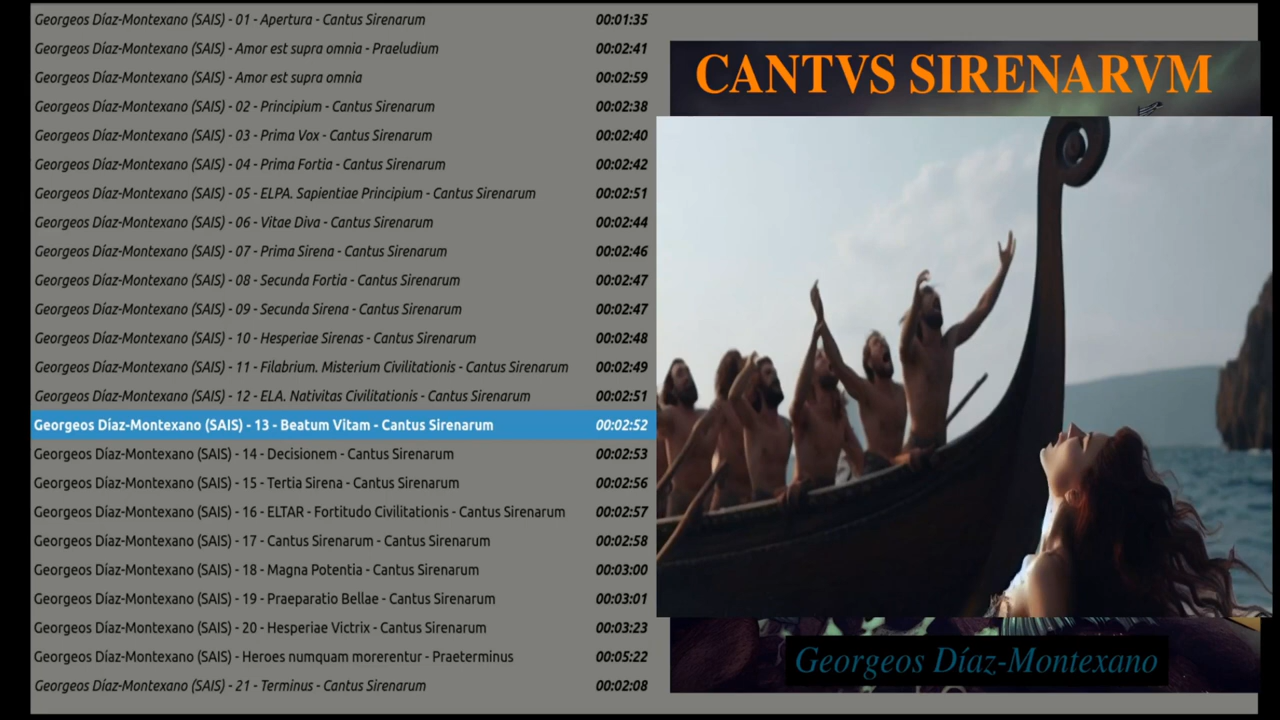 Georgeos Díaz-Montexano (SAIS) - 01 - Apertura - Cantus Sirenarum 00:01:35
Georgeos Díaz-Montexano (SAIS) - Amor est supra omnia - Praeludium 00:02:41
Georgeos Díaz-Montexano (SAIS) - Amor est supra omnia 00:02:59
Georgeos Díaz-Montexano (SAIS) - 02 - Principium - Cantus Sirenarum 00:02:38
Georgeos Díaz-Montexano (SAIS) - 03 - Prima Vox - Cantus Sirenarum 00:02:40
Georgeos Díaz-Montexano (SAIS) - 04 - Prima Fortia - Cantus Sirenarum 00:02:42
Georgeos Díaz-Montexano (SAIS) - 05 - ELPA. Sapientiae Principium - Cantus Sirenarum 00:02:51
Georgeos Díaz-Montexano (SAIS) - 06 - Vitae Diva - Cantus Sirenarum 00:02:44
Georgeos Díaz-Montexano (SAIS) - 07 - Prima Sirena - Cantus Sirenarum 00:02:46
Georgeos Díaz-Montexano (SAIS) - 08 - Secunda Fortia - Cantus Sirenarum 00:02:47
Georgeos Díaz-Montexano (SAIS) - 09 - Secunda Sirena - Cantus Sirenarum 00:02:47
Georgeos Díaz-Montexano (SAIS) - 10 - Hesperiae Sirenas - Cantus Sirenarum 00:02:48
Georgeos Díaz-Montexano (SAIS) - 11 - Filabrium. Misterium Civilitationis - Cantus Sirenarum 00:02:49
Georgeos Díaz-Montexano (SAIS) - 12 - ELA. Nativitas Civilitationis - Cantus Sirenarum 00:02:51
Georgeos Díaz-Montexano (SAIS) - 13 - Beatum Vitam - Cantus Sirenarum 00:02:52
Georgeos Díaz-Montexano (SAIS) - 14 - Decisionem - Cantus Sirenarum 00:02:53
Georgeos Díaz-Montexano (SAIS) - 15 - Tertia Sirena - Cantus Sirenarum 00:02:56
Georgeos Díaz-Montexano (SAIS) - 16 - ELTAR - Fortitudo Civilitationis - Cantus Sirenarum 00:02:57
Georgeos Díaz-Montexano (SAIS) - 17 - Cantus Sirenarum - Cantus Sirenarum 00:02:58
Georgeos Díaz-Montexano (SAIS) - 18 - Magna Potentia - Cantus Sirenarum 00:03:00
Georgeos Díaz-Montexano (SAIS) - 19 - Praeparatio Bellae - Cantus Sirenarum 00:03:01
Georgeos Díaz-Montexano (SAIS) - 20 - Hesperiae Victrix - Cantus Sirenarum 00:03:23
Georgeos Díaz-Montexano (SAIS) - Heroes numquam morerentur - Praeterminus 00:05:22
Georgeos Díaz-Montexano (SAIS) - 21 - Terminus - Cantus Sirenarum 00:02:08
CANTVS SIRENARVM
Georgeos Díaz-Montexano